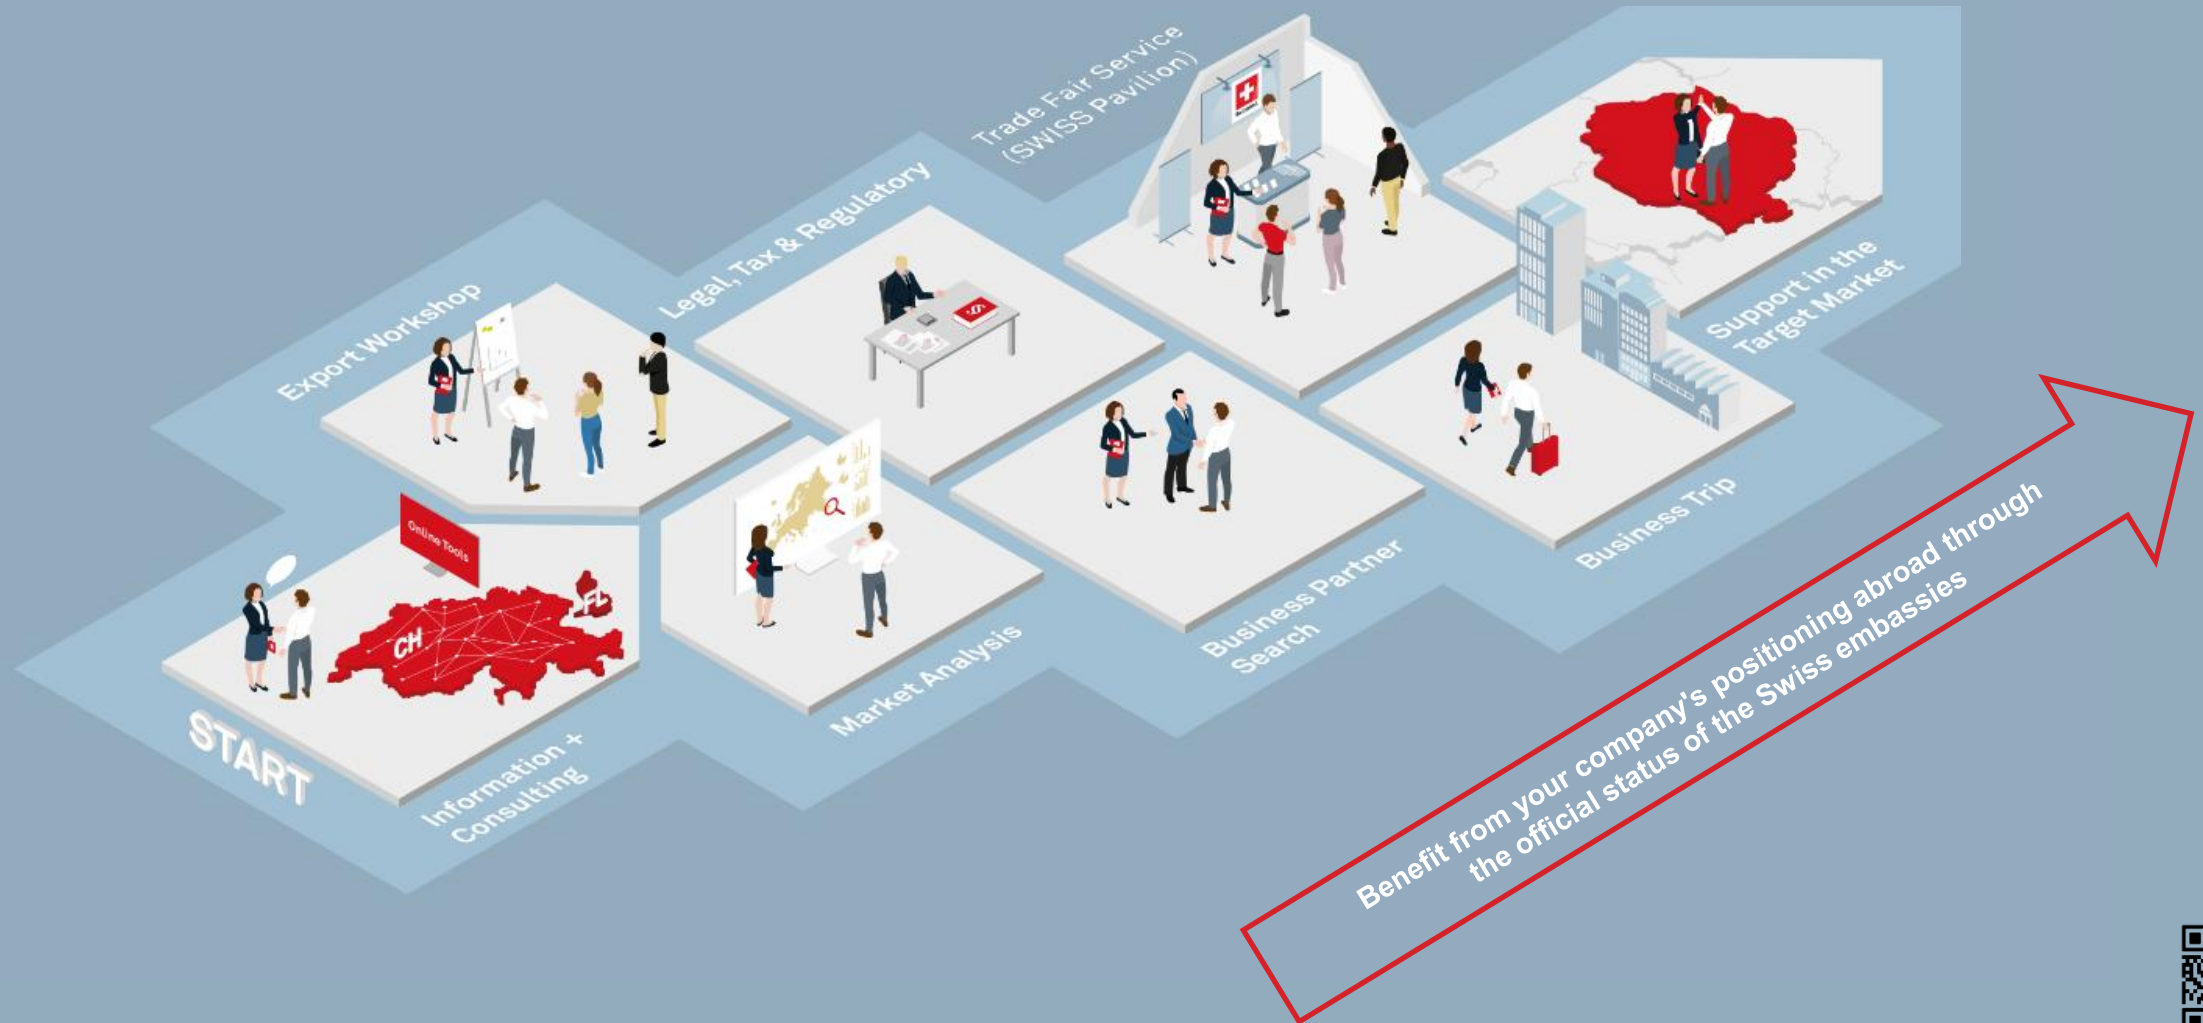 Trade Fair Service
(SWISS Pavilion)
Legal, Tax & Regulatory
Export Workshop
Support in the
Target Market
Online Tools
CH
FL
START
Information +
Consulting
Market Analysis
Business Partner
Search
Business Trip
Benefit from your company's positioning abroad through
the official status of the Swiss embassies